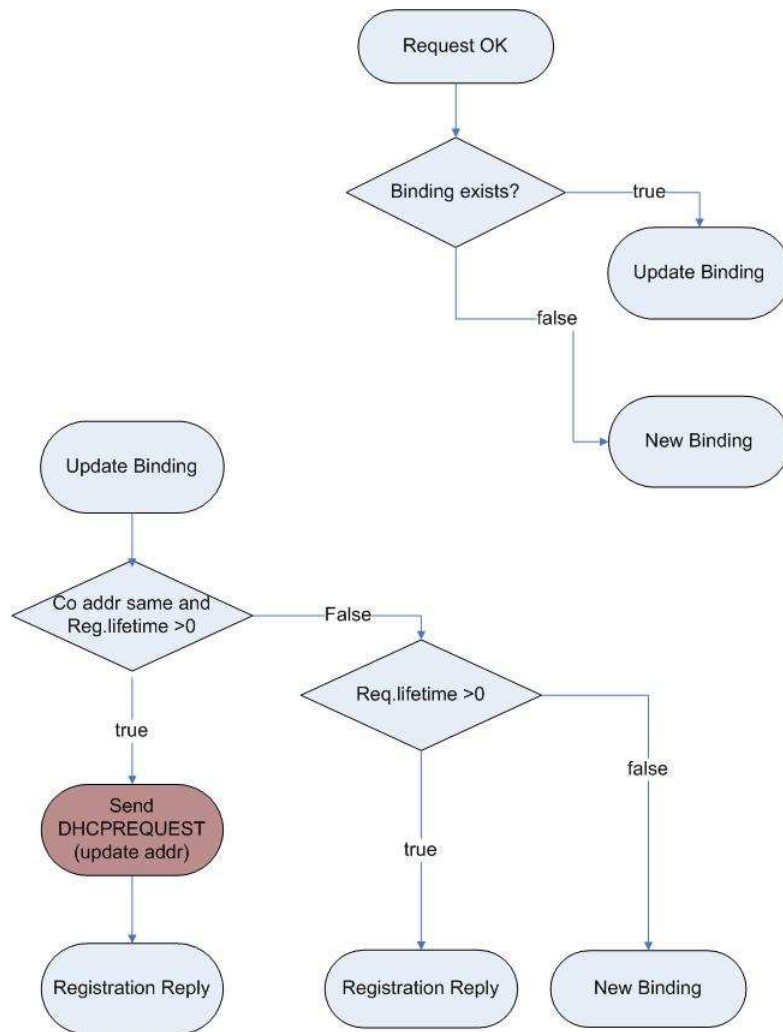 Request OK
Binding exists?
true
Update Binding
false
New Binding
Update Binding
Co addr same and
Reg.lifetime >0
False
Req.lifetime >0
true
false
Send
DHCPREQUEST
(update addr)
true
Registration Reply
Registration Reply
New Binding